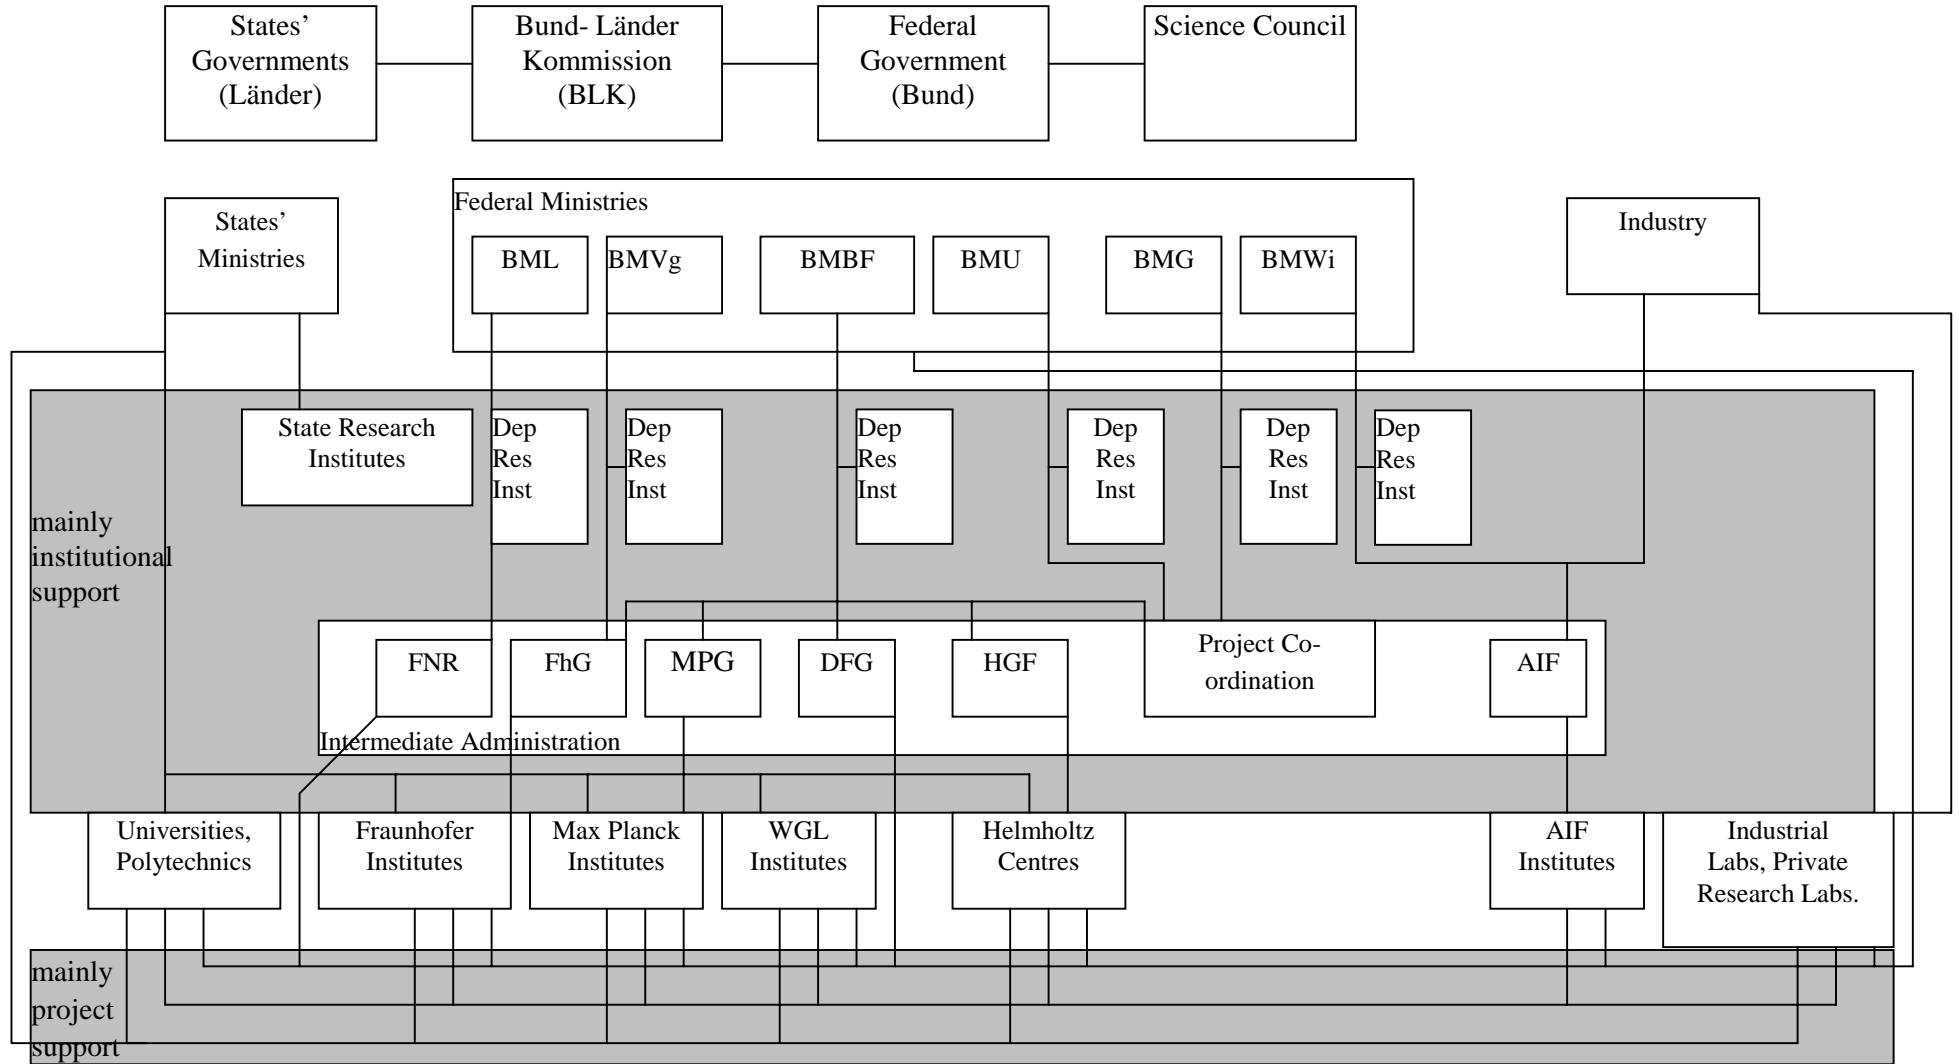 States’
Governments
(Länder)
Bund- Länder
Kommission
(BLK)
Federal
Government
(Bund)
Science Council
States’
Ministries
Federal Ministries
BML
BMVg
BMBF
BMU
BMG
BMWi
Industry
State Research
Institutes
Dep
Res
Inst
Dep
Res
Inst
Dep
Res
Inst
Dep
Res
Inst
Dep
Res
Inst
Dep
Res
Inst
mainly
institutional
support
FNR
FhG
MPG
DFG
HGF
Project Co-
ordination
AIF
Intermediate Administration
Universities,
Polytechnics
Fraunhofer
Institutes
Max Planck
Institutes
WGL
Institutes
Helmholtz
Centres
AIF
Institutes
Industrial
Labs, Private
Research Labs.
mainly
project
support